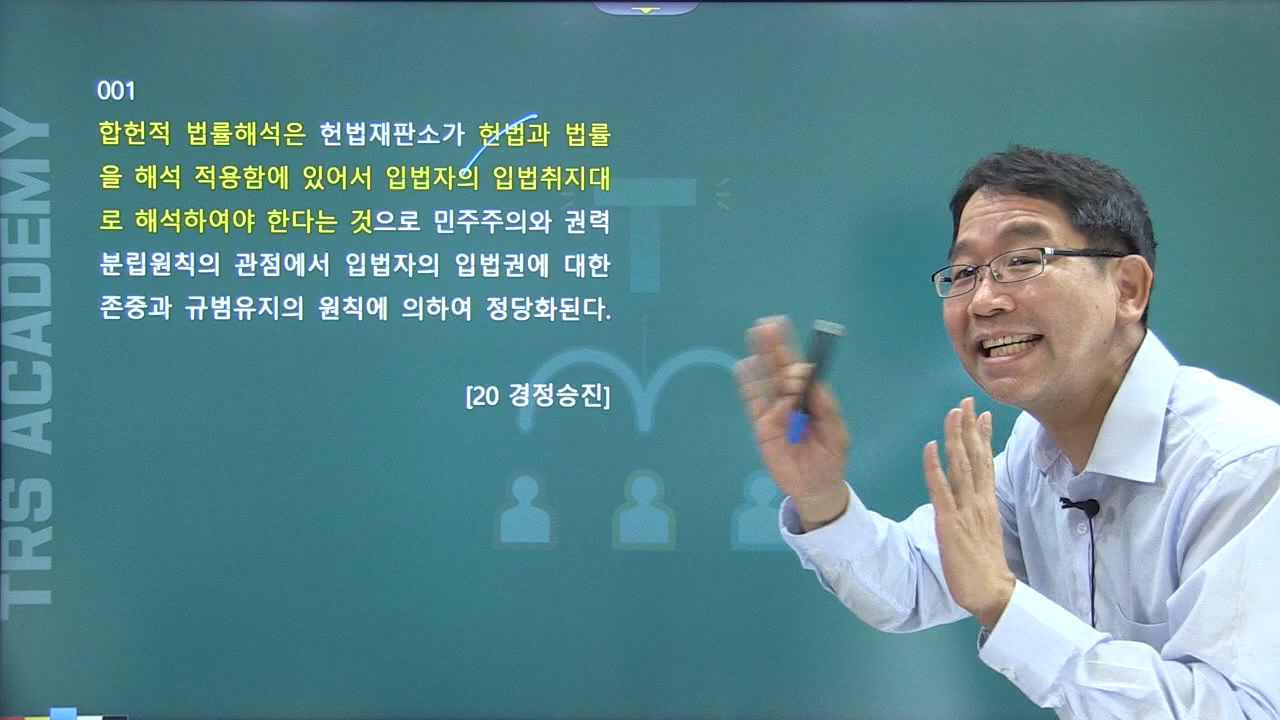 001
합헌적 법률해석은 헌법재판소가 헌법과 법률
을 해석 적용함에 있어서 입법자의 입법취지대
로 해석하여야 한다는 것으로 민주주의와 권력
분립원칙의 관점에서 입법자의 입법권에 대한
존중과 규범유지의 원칙에 의하여 정당화된다.
[20 경정승진]
TRS ACADEMY